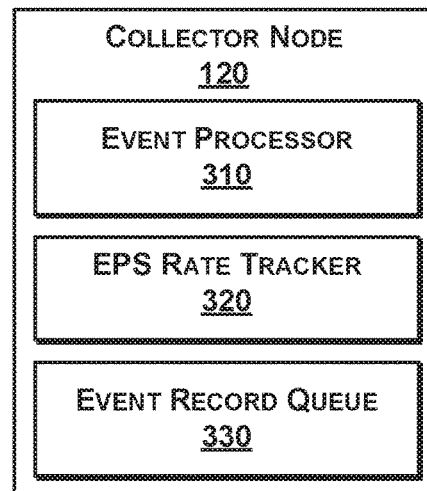 COLLECTOR NODE
120
EVENT PROCESSOR
310
EPS RATE TRACKER
320
EVENT RECORD QUEUE
330